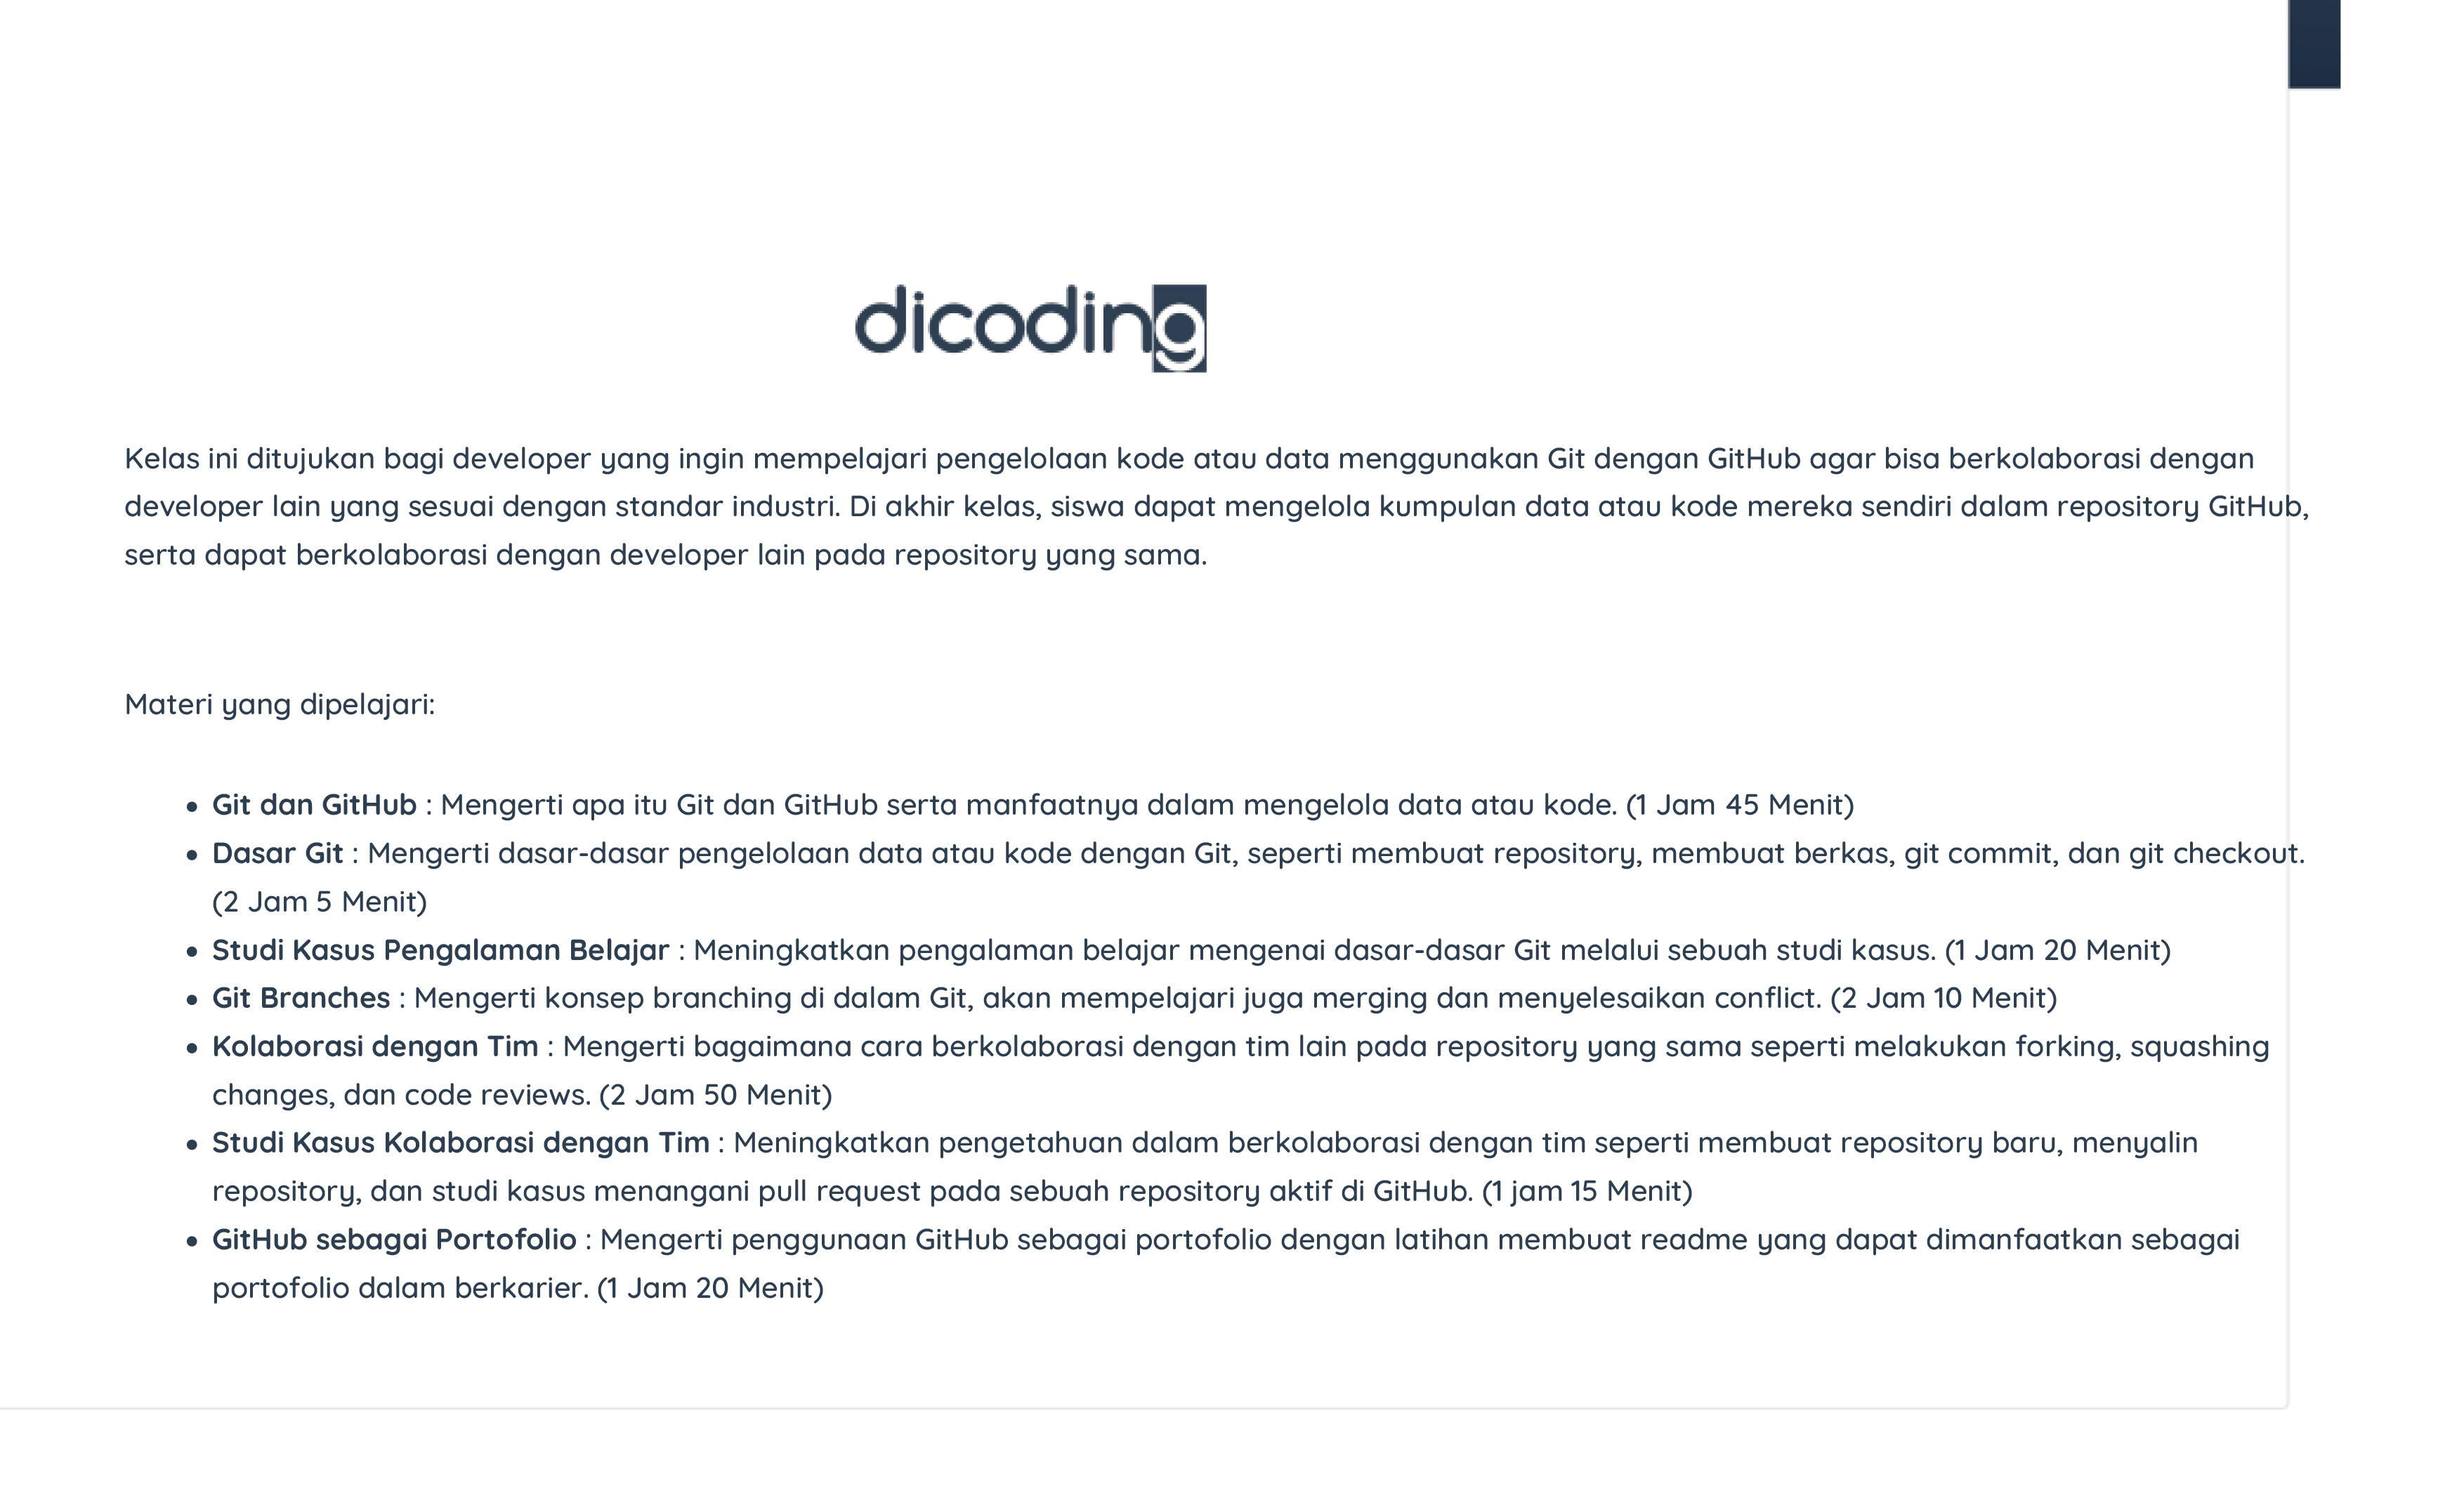 dicoding
Kelas ini ditujukan bagi developer yang ingin mempelajari pengelolaan kode atau data menggunakan Git dengan GitHub agar bisa berkolaborasi dengan
developer lain yang sesuai dengan standar industri. Di akhir kelas, siswa dapat mengelola kumpulan data atau kode mereka sendiri dalam repository GitHub,
serta dapat berkolaborasi dengan developer lain pada repository yang sama.
Materi yang dipelajari:
• Git dan GitHub : Mengerti apa itu Git dan GitHub serta manfaatnya dalam mengelola data atau kode. (1 Jam 45 Menit)
• Dasar Git : Mengerti dasar-dasar pengelolaan data atau kode dengan Git, seperti membuat repository, membuat berkas, git commit, dan git checkout.
(2 Jam 5 Menit)
• Studi Kasus Pengalaman Belajar : Meningkatkan pengalaman belajar mengenai dasar-dasar Git melalui sebuah studi kasus. (1 Jam 20 Menit)
• Git Branches : Mengerti konsep branching di dalam Git, akan mempelajari juga merging dan menyelesaikan conflict. (2 Jam 10 Menit)
• Kolaborasi dengan Tim : Mengerti bagaimana cara berkolaborasi dengan tim lain pada repository yang sama seperti melakukan forking, squashing
changes, dan code reviews. (2 Jam 50 Menit)
• Studi Kasus Kolaborasi dengan Tim : Meningkatkan pengetahuan dalam berkolaborasi dengan tim seperti membuat repository baru, menyalin
repository, dan studi kasus menangani pull request pada sebuah repository aktif di GitHub. (1 jam 15 Menit)
• GitHub sebagai Portofolio : Mengerti penggunaan GitHub sebagai portofolio dengan latihan membuat readme yang dapat dimanfaatkan sebagai
portofolio dalam berkarier. (1 Jam 20 Menit)